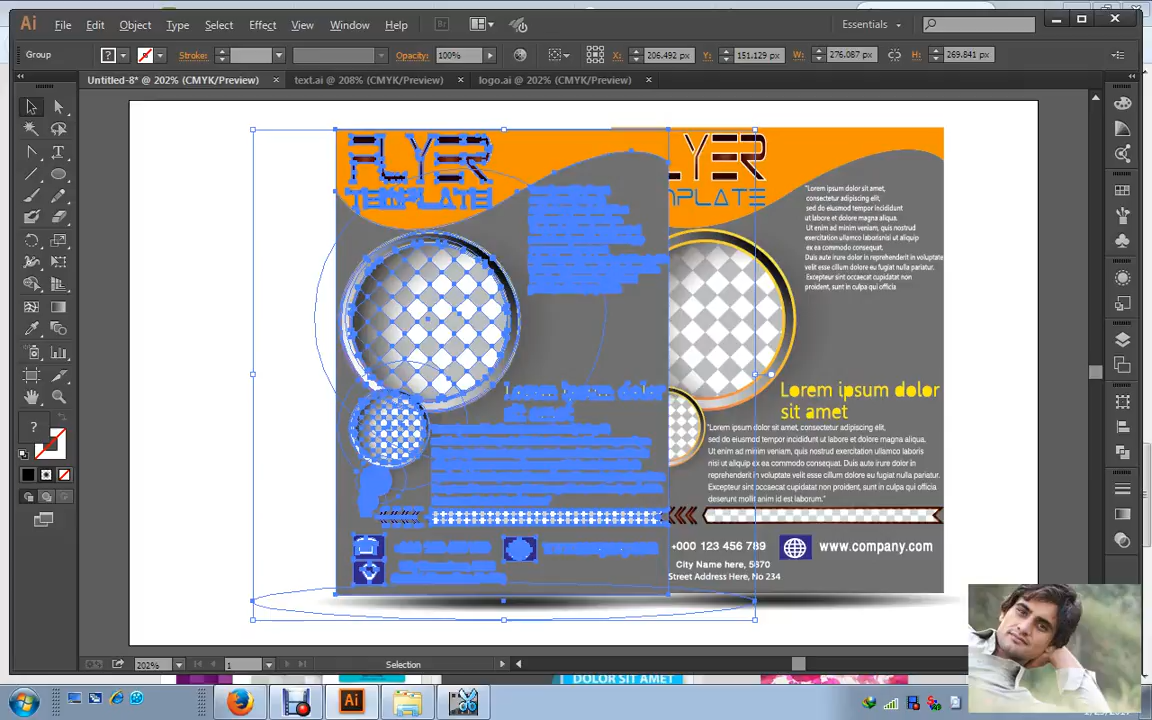 Ai File Edit Object Type Select Effect View Window Help Br Essentials
Group ? Stroke: Opacity: 100% X: 206.492 px Y: 151.129 px W: 276.087 px H: 269.841 px
Untitled-8* @ 202% (CMYK/Preview) × text.ai @ 208% (CMYK/Preview) × logo.ai @ 202% (CMYK/Preview) ×
FLYER
TEMPLATE
LYER
MPLATE
"Lorem ipsum dolor sit amet,
consectetur adipiscing elit,
sed do eiusmod tempor incididunt
ut labore et dolore magna aliqua.
Ut enim ad minim veniam, quis nostrud
exercitation ullamco laboris nisi ut aliquip
ex ea commodo consequat.
Duis aute irure dolor in reprehenderit in voluptate
velit esse cillum dolore eu fugiat nulla pariatur.
Excepteur sint occaecat cupidatat non
proident, sunt in culpa qui officia
Lorem ipsum dolor
sit amet
Lorem ipsum dolor
sit amet
"Lorem ipsum dolor sit amet, consectetur adipiscing elit,
sed do eiusmod tempor incididunt ut labore et dolore
magna aliqua. Ut enim ad minim veniam, quis nostrud
exercitation ullamco laboris nisi ut aliquip ex ea
commodo consequat. Duis aute irure dolor in
reprehenderit in voluptate velit esse cillum dolore
eu fugiat nulla pariatur.
Excepteur sint occaecat cupidatat non proident,
sunt in culpa qui officia deserunt mollit anim id est laborum."
+000 123 456 789 www.company.com
City Name here, 5670
Street Address Here, No 234
202% 1 Selection
DOLOR SIT AMET
Ai